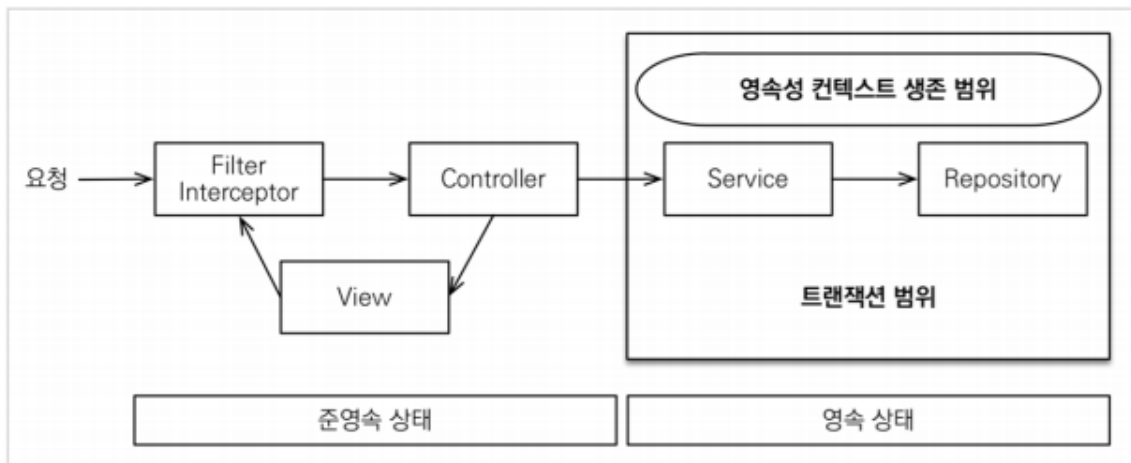 영속성 컨텍스트 생존 범위
요청
Filter
Interceptor
Controller
Service
Repository
View
트랜잭션 범위
준영속 상태
영속 상태